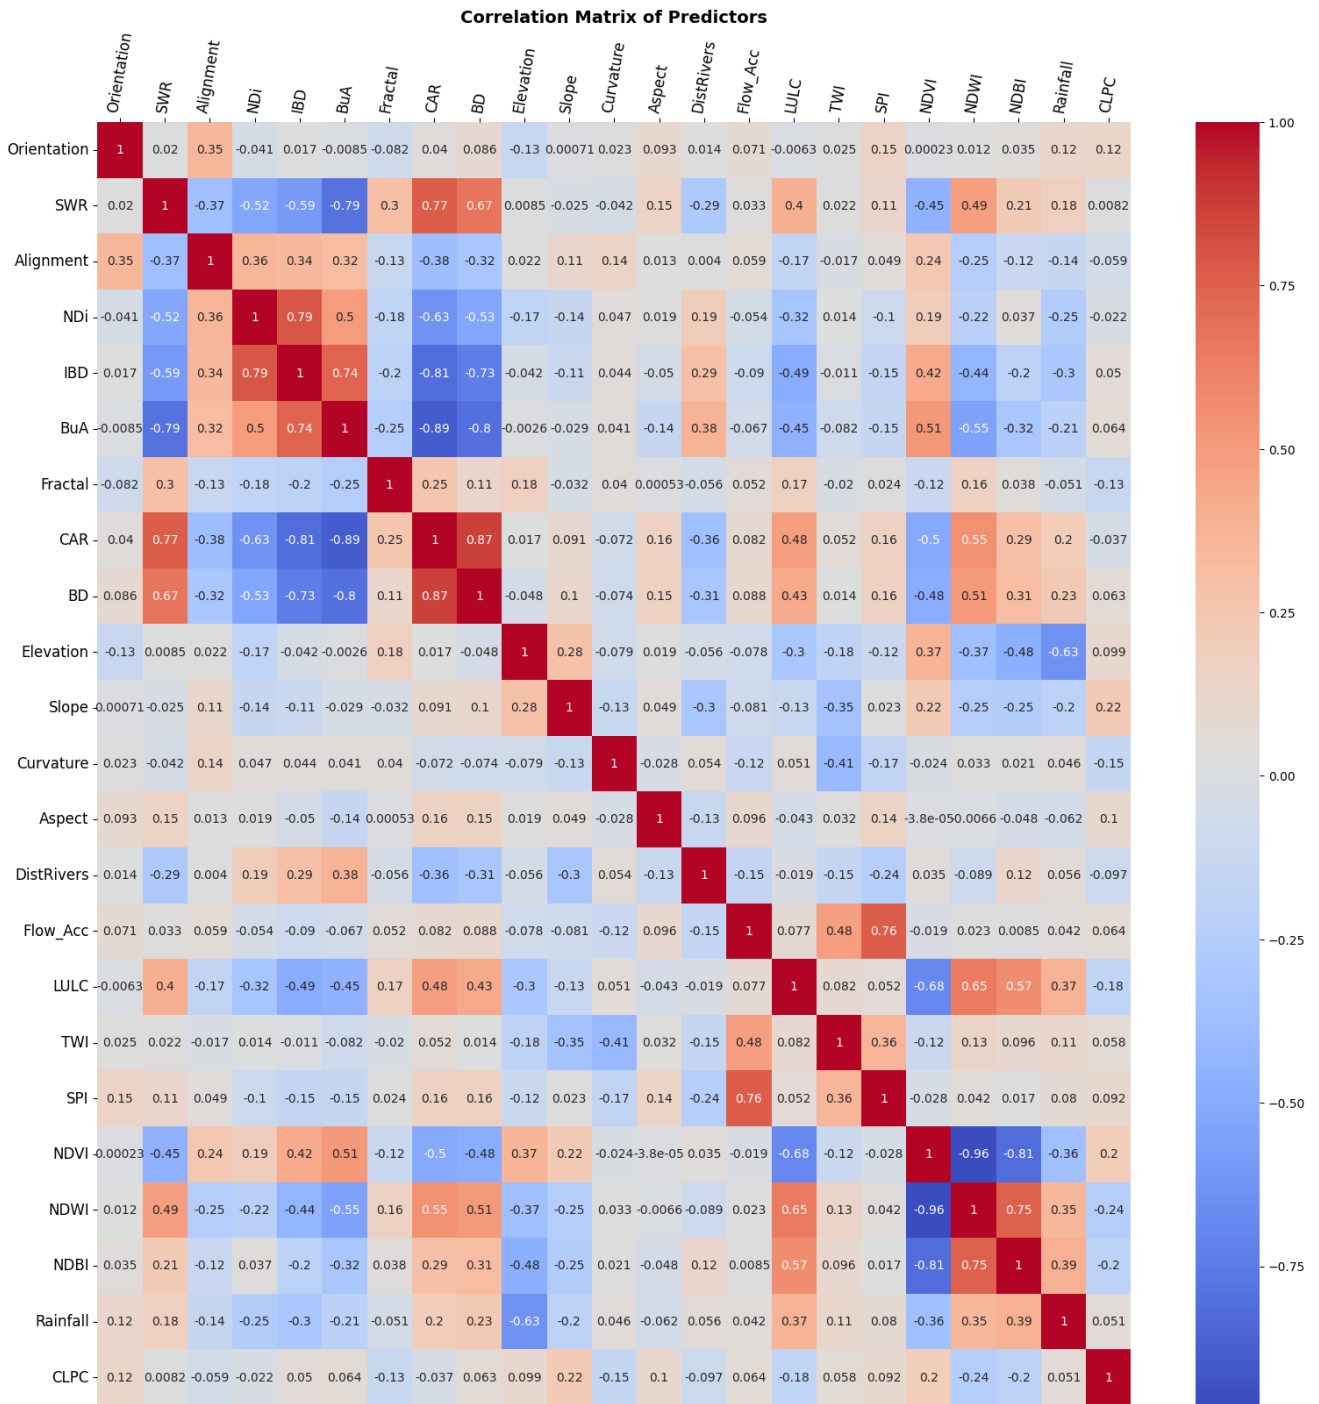 Correlation Matrix of Predictors
Orientation SWR Alignment NDi IBD BuA Fractal CAR BD Elevation Slope Curvature Aspect DistRivers Flow_Acc LULC TWI SPI NDVI NDWI NDBI Rainfall CLPC
Orientation 1 0.02 0.35 -0.041 0.017 -0.0085 -0.082 0.04 0.086 -0.13 0.00071 0.023 0.093 0.014 0.071 -0.0063 0.025 0.15 0.00023 0.012 0.035 0.12 0.12
SWR 0.02 1 -0.37 -0.52 -0.59 -0.79 0.3 0.77 0.67 0.0085 -0.025 -0.042 0.15 -0.29 0.033 0.4 0.022 0.11 -0.45 0.49 0.21 0.18 0.0082
Alignment 0.35 -0.37 1 0.36 0.34 0.32 -0.13 -0.38 -0.32 0.022 0.11 0.14 0.013 0.004 0.059 -0.17 -0.017 0.049 0.24 -0.25 -0.12 -0.14 -0.059
NDi -0.041 -0.52 0.36 1 0.79 0.5 -0.18 -0.63 -0.53 -0.17 -0.14 0.047 0.019 0.19 -0.054 -0.32 0.014 -0.1 0.19 -0.22 0.037 -0.25 -0.022
IBD 0.017 -0.59 0.34 0.79 1 0.74 -0.2 -0.81 -0.73 -0.042 -0.11 0.044 -0.05 0.29 -0.09 -0.49 -0.011 -0.15 0.42 -0.44 -0.2 -0.3 0.05
BuA -0.0085 -0.79 0.32 0.5 0.74 1 -0.25 -0.89 -0.8 -0.0026 -0.029 0.041 -0.14 0.38 -0.067 -0.45 -0.082 -0.15 0.51 -0.55 -0.32 -0.21 0.064
Fractal -0.082 0.3 -0.13 -0.18 -0.2 -0.25 1 0.25 0.11 0.18 -0.032 0.04 0.00053 -0.056 0.052 0.17 -0.02 0.024 -0.12 0.16 0.038 -0.051 -0.13
CAR 0.04 0.77 -0.38 -0.63 -0.81 -0.89 0.25 1 0.87 0.017 0.091 -0.072 0.16 -0.36 0.082 0.48 0.052 0.16 -0.5 0.55 0.29 0.2 -0.037
BD 0.086 0.67 -0.32 -0.53 -0.73 -0.8 0.11 0.87 1 -0.048 0.1 -0.074 0.15 -0.31 0.088 0.43 0.014 0.16 -0.48 0.51 0.31 0.23 0.063
Elevation -0.13 0.0085 0.022 -0.17 -0.042 -0.0026 0.18 0.017 -0.048 1 0.28 -0.079 0.019 -0.056 -0.078 -0.3 -0.18 -0.12 0.37 -0.37 -0.48 -0.63 0.099
Slope 0.00071 -0.025 0.11 -0.14 -0.11 -0.029 -0.032 0.091 0.1 0.28 1 -0.13 0.049 -0.3 -0.081 -0.13 -0.35 0.023 0.22 -0.25 -0.25 -0.2 0.22
Curvature 0.023 -0.042 0.14 0.047 0.044 0.041 0.04 -0.072 -0.074 -0.079 -0.13 1 -0.028 0.054 -0.12 0.051 -0.41 -0.17 -0.024 0.033 0.021 0.046 -0.15
Aspect 0.093 0.15 0.013 0.019 -0.05 -0.14 0.00053 0.16 0.15 0.019 0.049 -0.028 1 -0.13 0.096 -0.043 0.032 0.14 -3.8e-05 -0.0066 -0.048 -0.062 0.1
DistRivers 0.014 -0.29 0.004 0.19 0.29 0.38 -0.056 -0.36 -0.31 -0.056 -0.3 0.054 -0.13 1 -0.15 -0.019 -0.15 -0.24 0.035 -0.089 0.12 0.056 -0.097
Flow_Acc 0.071 0.033 0.059 -0.054 -0.09 -0.067 0.052 0.082 0.088 -0.078 -0.081 -0.12 0.096 -0.15 1 0.077 0.48 0.76 -0.019 0.023 0.0085 0.042 0.064
LULC -0.0063 0.4 -0.17 -0.32 -0.49 -0.45 0.17 0.48 0.43 -0.3 -0.13 0.051 -0.043 -0.019 0.077 1 0.082 0.052 -0.68 0.65 0.57 0.37 -0.18
TWI 0.025 0.022 -0.017 0.014 -0.011 -0.082 -0.02 0.052 0.014 -0.18 -0.35 -0.41 0.032 -0.15 0.48 0.082 1 0.36 -0.12 0.13 0.096 0.11 0.058
SPI 0.15 0.11 0.049 -0.1 -0.15 -0.15 0.024 0.16 0.16 -0.12 0.023 -0.17 0.14 -0.24 0.76 0.052 0.36 1 -0.028 0.042 0.017 0.08 0.092
NDVI 0.00023 -0.45 0.24 0.19 0.42 0.51 -0.12 -0.5 -0.48 0.37 0.22 -0.024 -3.8e-05 0.035 -0.019 -0.68 -0.12 -0.028 1 -0.96 -0.81 -0.36 0.2
NDWI 0.012 0.49 -0.25 -0.22 -0.44 -0.55 0.16 0.55 0.51 -0.37 -0.25 0.033 -0.0066 -0.089 0.023 0.65 0.13 0.042 -0.96 1 0.75 0.35 -0.24
NDBI 0.035 0.21 -0.12 0.037 -0.2 -0.32 0.038 0.29 0.31 -0.48 -0.25 0.021 -0.048 0.12 0.0085 0.57 0.096 0.017 -0.81 0.75 1 0.39 -0.2
Rainfall 0.12 0.18 -0.14 -0.25 -0.3 -0.21 -0.051 0.2 0.23 -0.63 -0.2 0.046 -0.062 0.056 0.042 0.37 0.11 0.08 -0.36 0.35 0.39 1 0.051
CLPC 0.12 0.0082 -0.059 -0.022 0.05 0.064 -0.13 -0.037 0.063 0.099 0.22 -0.15 0.1 -0.097 0.064 -0.18 0.058 0.092 0.2 -0.24 -0.2 0.051 1
1.00
0.75
0.50
0.25
0.00
−0.25
−0.50
−0.75